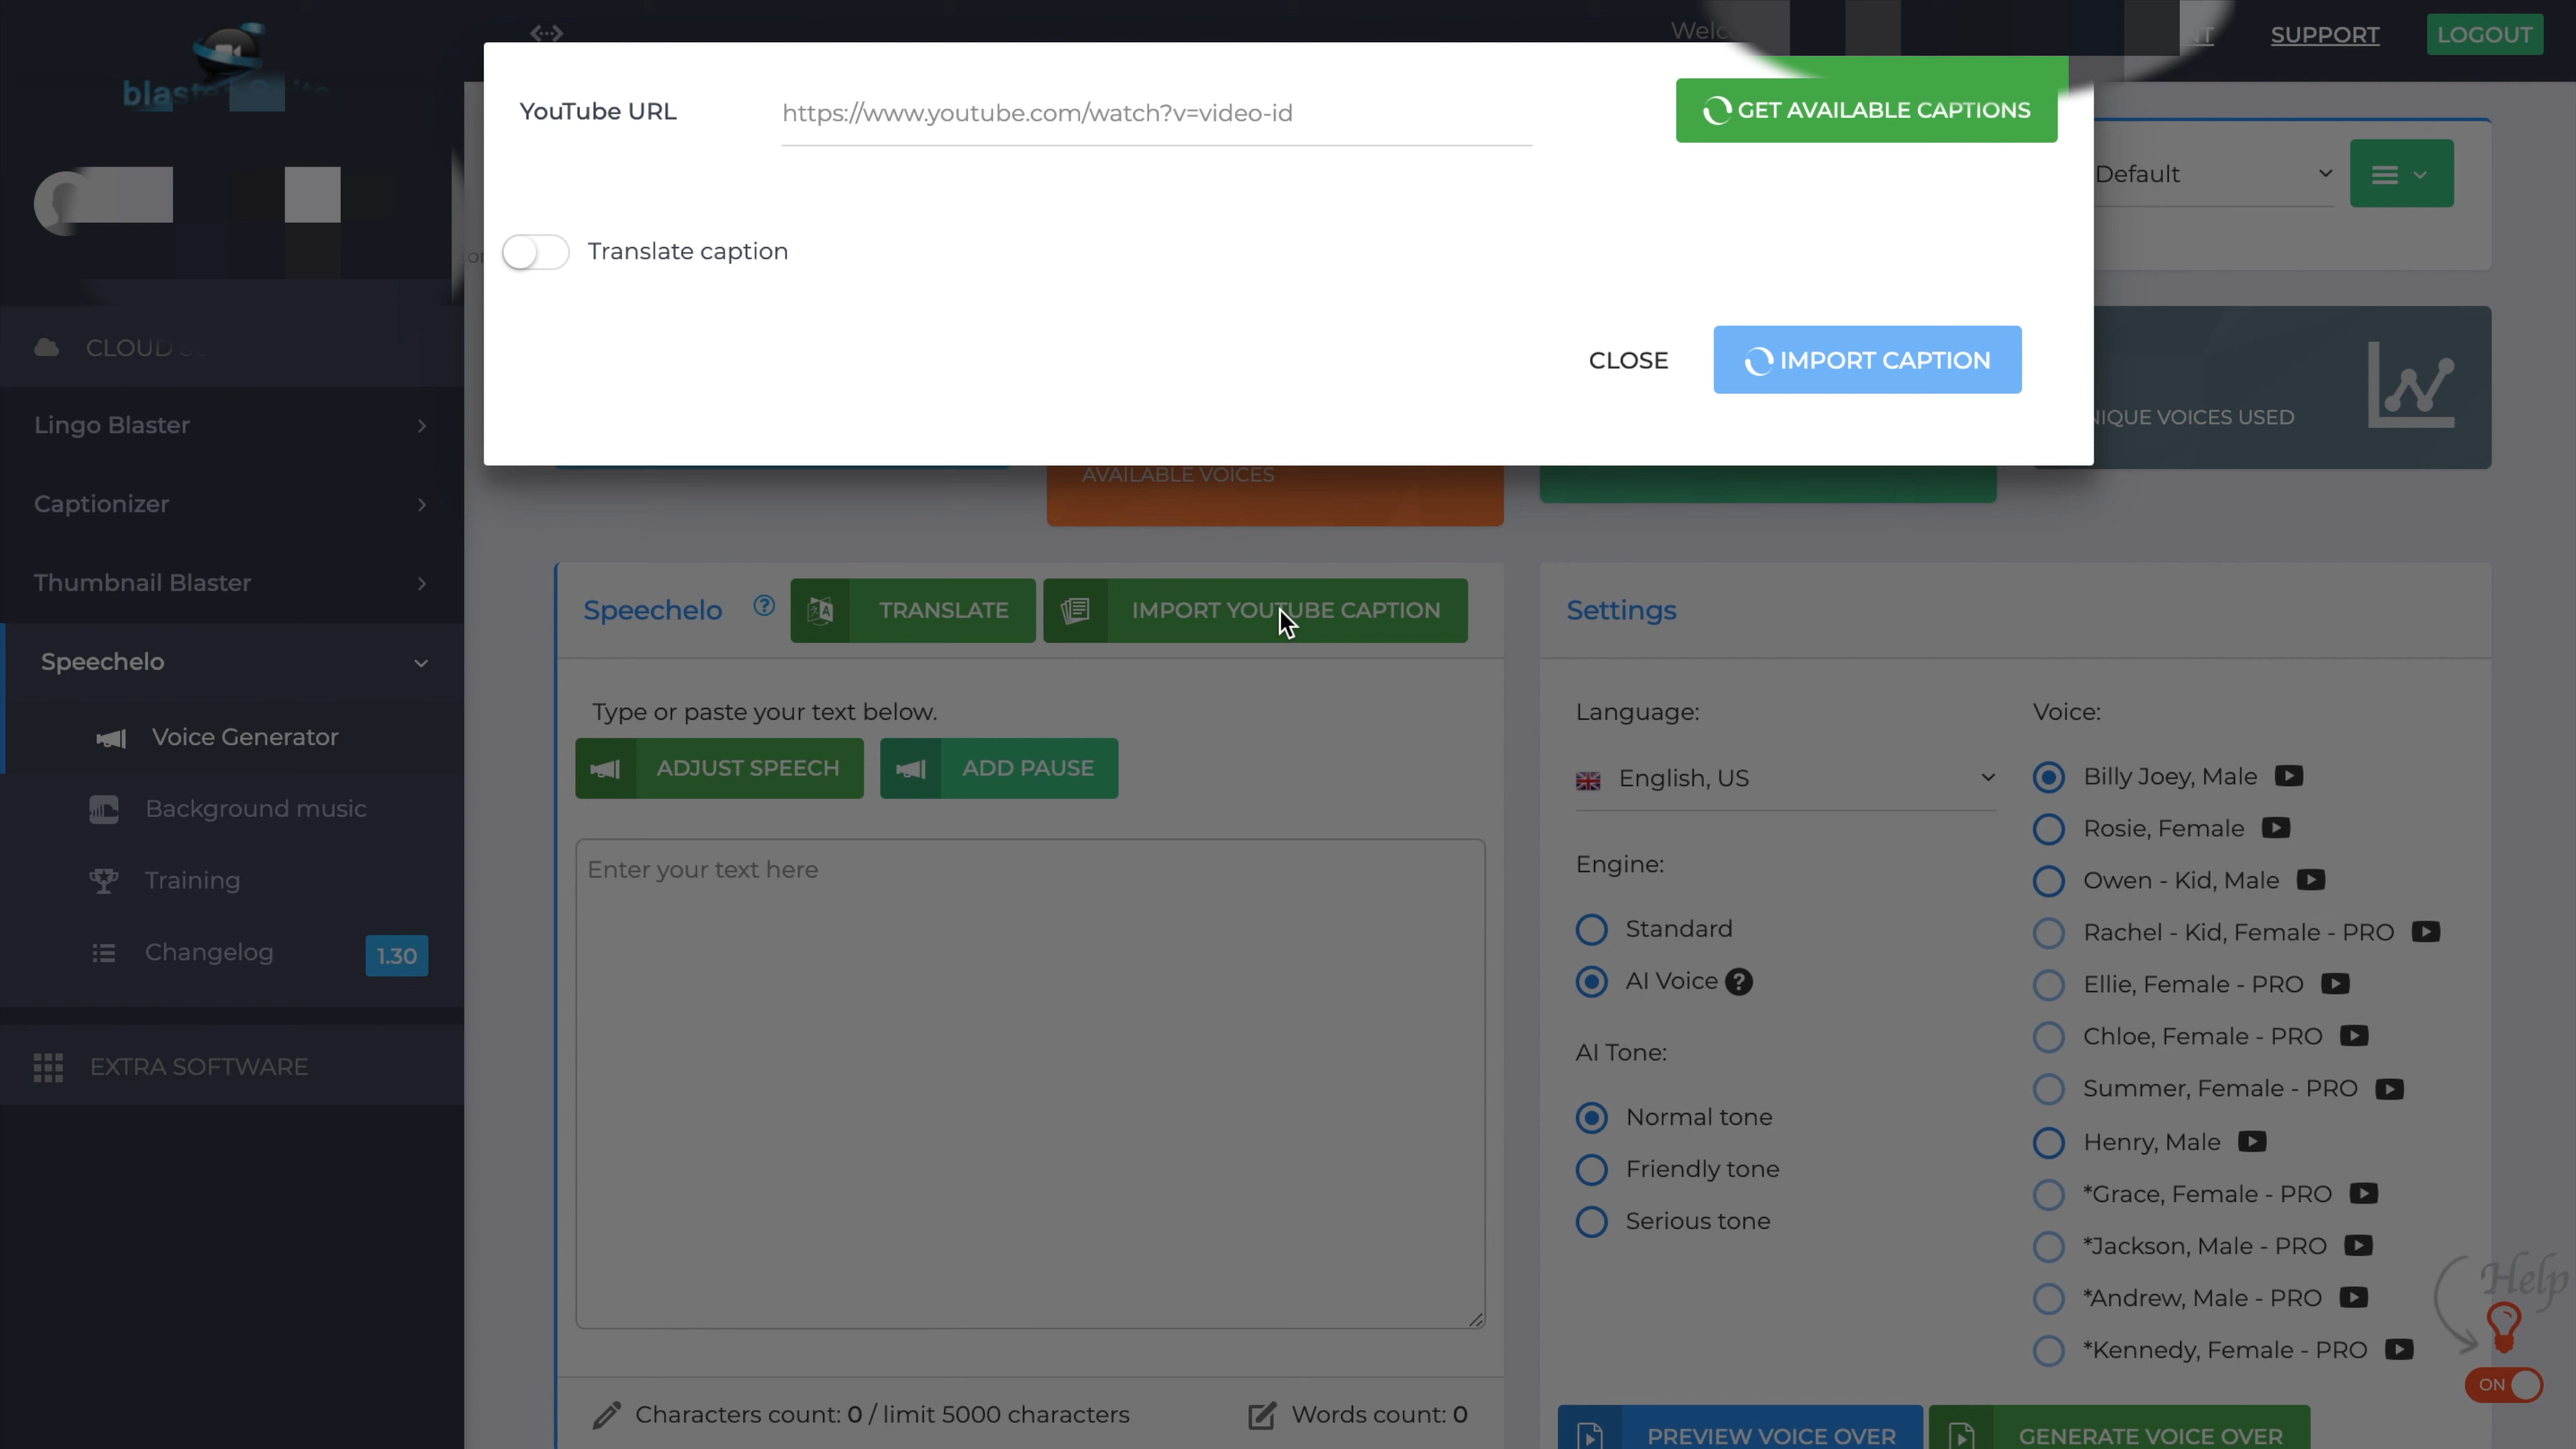 SUPPORT
LOGOUT
YouTube URL
https://www.youtube.com/watch?v=video-id
GET AVAILABLE CAPTIONS
Default
Translate caption
CLOUD
CLOSE
IMPORT CAPTION
Lingo Blaster
UNIQUE VOICES USED
AVAILABLE VOICES
Captionizer
Thumbnail Blaster
Speechelo
TRANSLATE
IMPORT YOUTUBE CAPTION
Settings
Speechelo
Voice Generator
Background music
Training
Changelog
1.30
EXTRA SOFTWARE
Type or paste your text below.
ADJUST SPEECH
ADD PAUSE
Enter your text here
Characters count: 0 / limit 5000 characters
Words count: 0
Language:
English, US
Engine:
Standard
AI Voice ?
AI Tone:
Normal tone
Friendly tone
Serious tone
Voice:
Billy Joey, Male
Rosie, Female
Owen - Kid, Male
Rachel - Kid, Female - PRO
Ellie, Female - PRO
Chloe, Female - PRO
Summer, Female - PRO
Henry, Male
*Grace, Female - PRO
*Jackson, Male - PRO
*Andrew, Male - PRO
*Kennedy, Female - PRO
Help
ON
PREVIEW VOICE OVER
GENERATE VOICE OVER